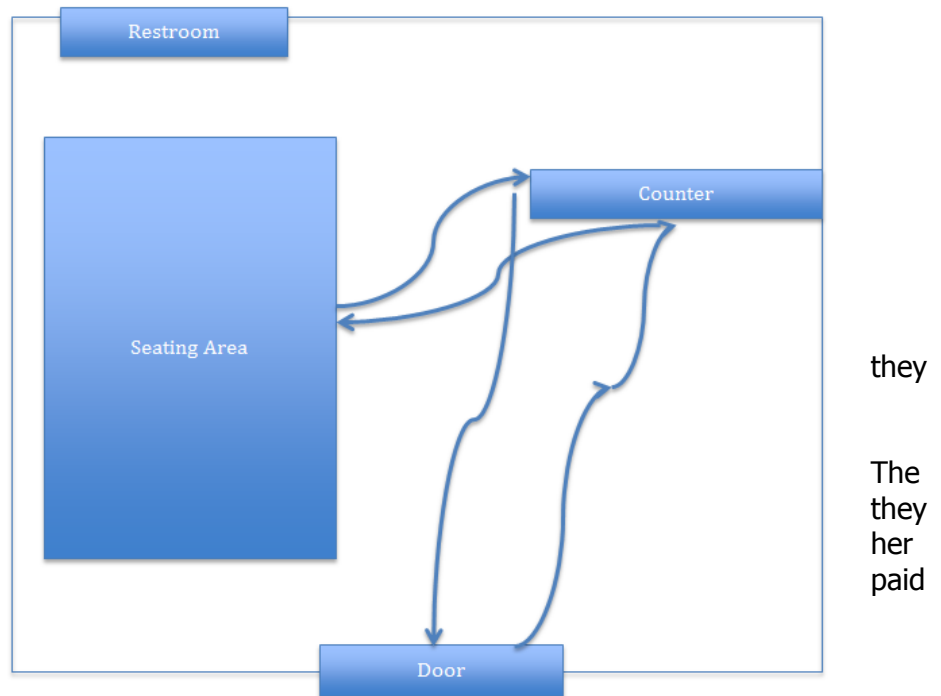 Restroom
Counter
Seating Area
they
The
they
her
paid
Door